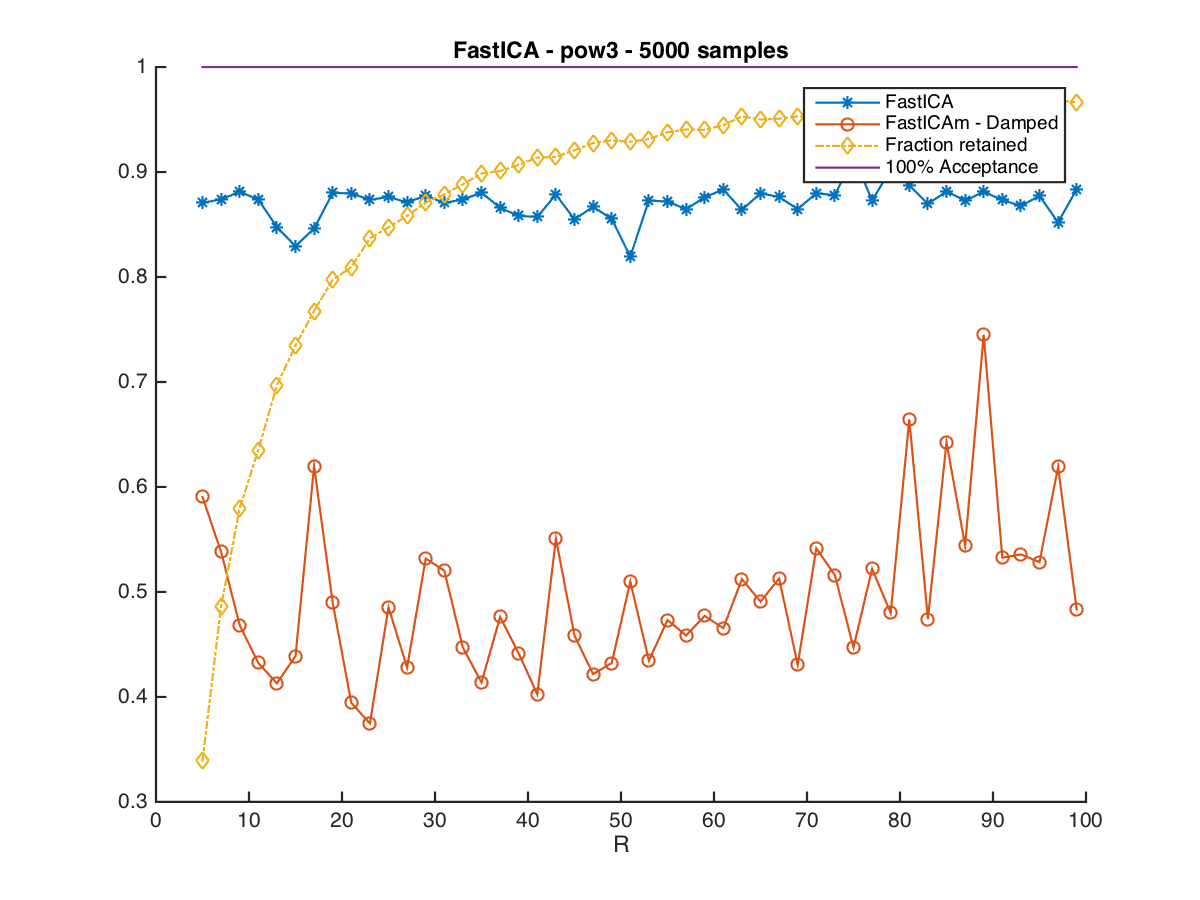 FastICA - pow3 - 5000 samples
1
0.9
0.8
0.7
0.6
0.5
0.4
0.3
FastICA
FastICAm - Damped
Fraction retained
100% Acceptance
0 10 20 30 40 50 60 70 80 90 100
R